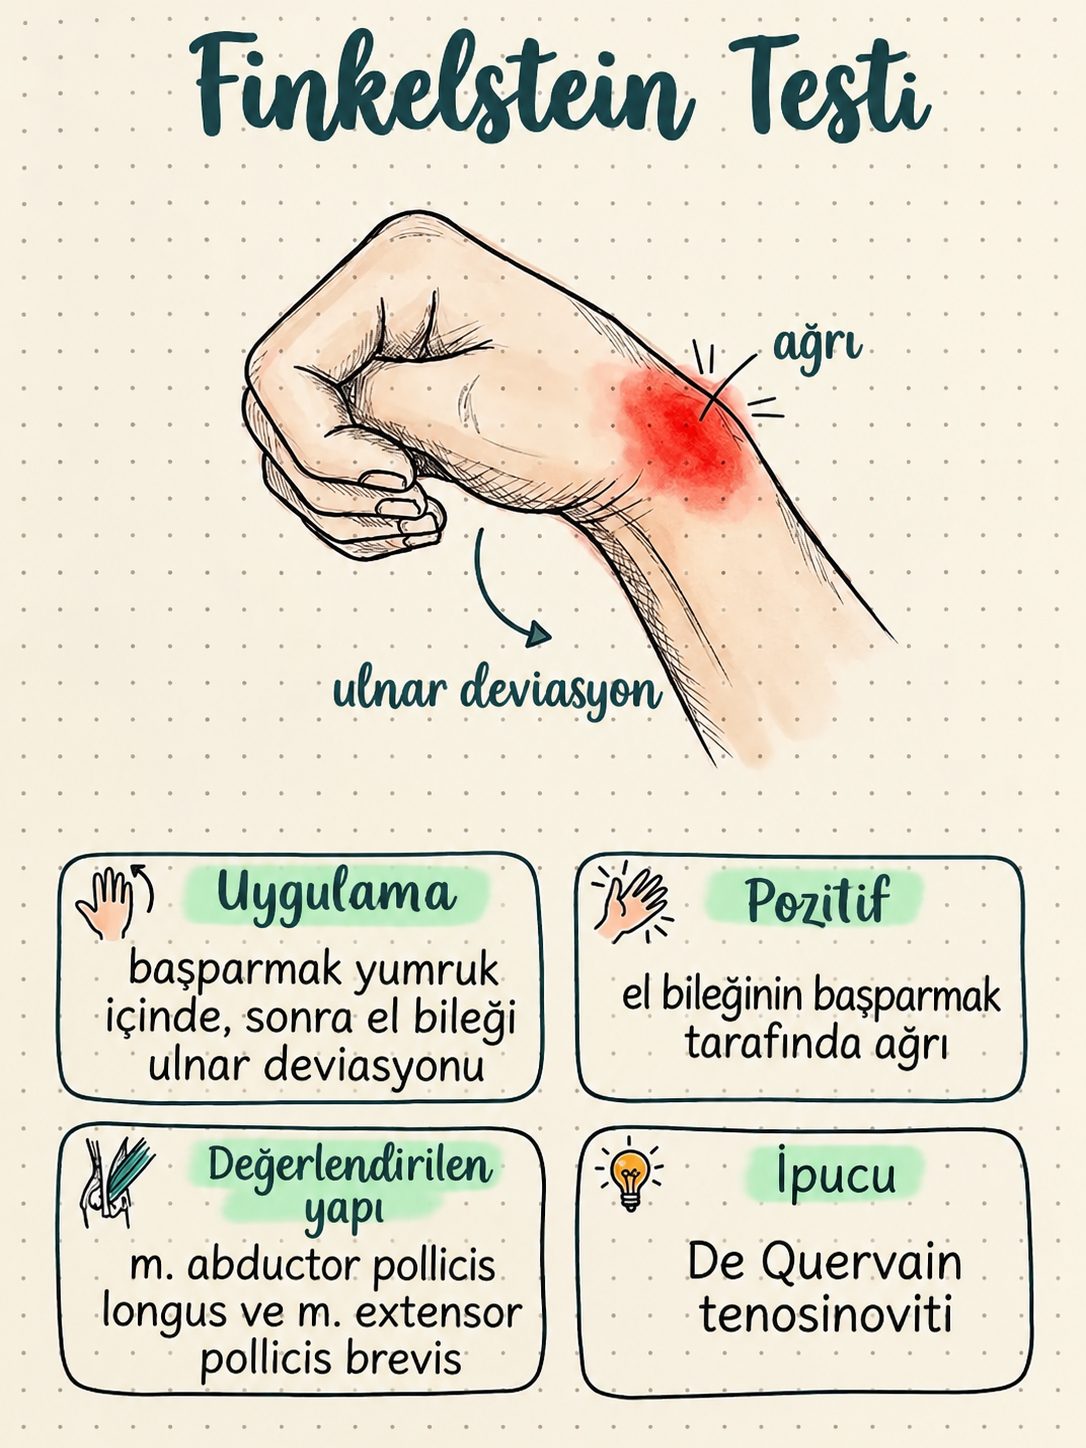 Finkelstein Testi
ağrı
ulnar deviasyon
Uygulama
başparmak yumruk
içinde, sonra el bileği
ulnar deviasyonu
Pozitif
el bileğinin başparmak
tarafında ağrı
Değerlendirilen
yapı
m. abductor pollicis
longus ve m. extensor
pollicis brevis
İpucu
De Quervain
tenosinoviti